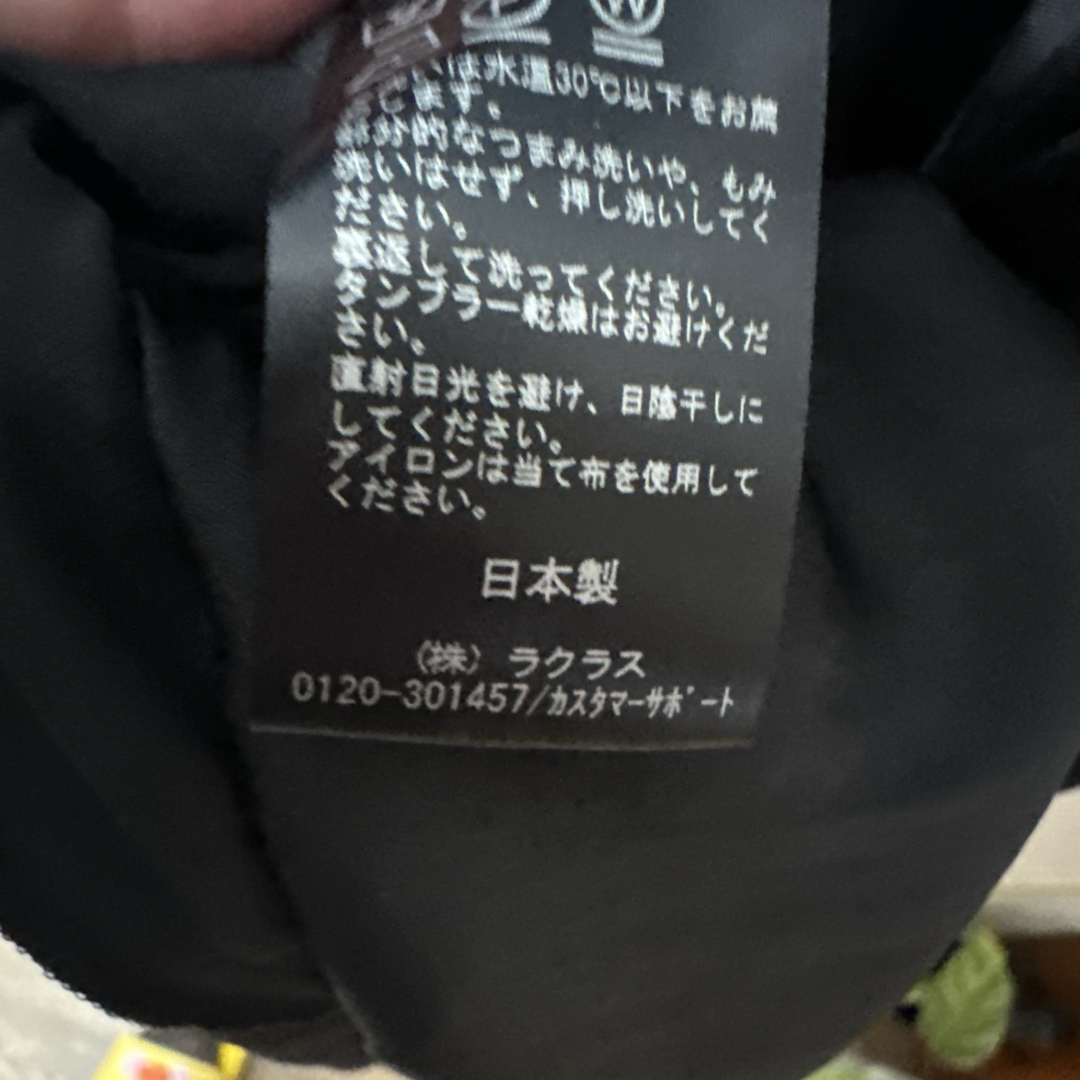 W
は水温30℃以下をお薦
じます。
部分的なつまみ洗いや、もみ
洗いはせず、押し洗いしてく
ださい。
裏返して洗ってください。
タンブラー乾燥はお避けくだ
さい。
直射日光を避け、日陰干しに
してください。
アイロンは当て布を使用して
ください。
日本製
(株) ラクラス
0120-301457/カスタマーサポート